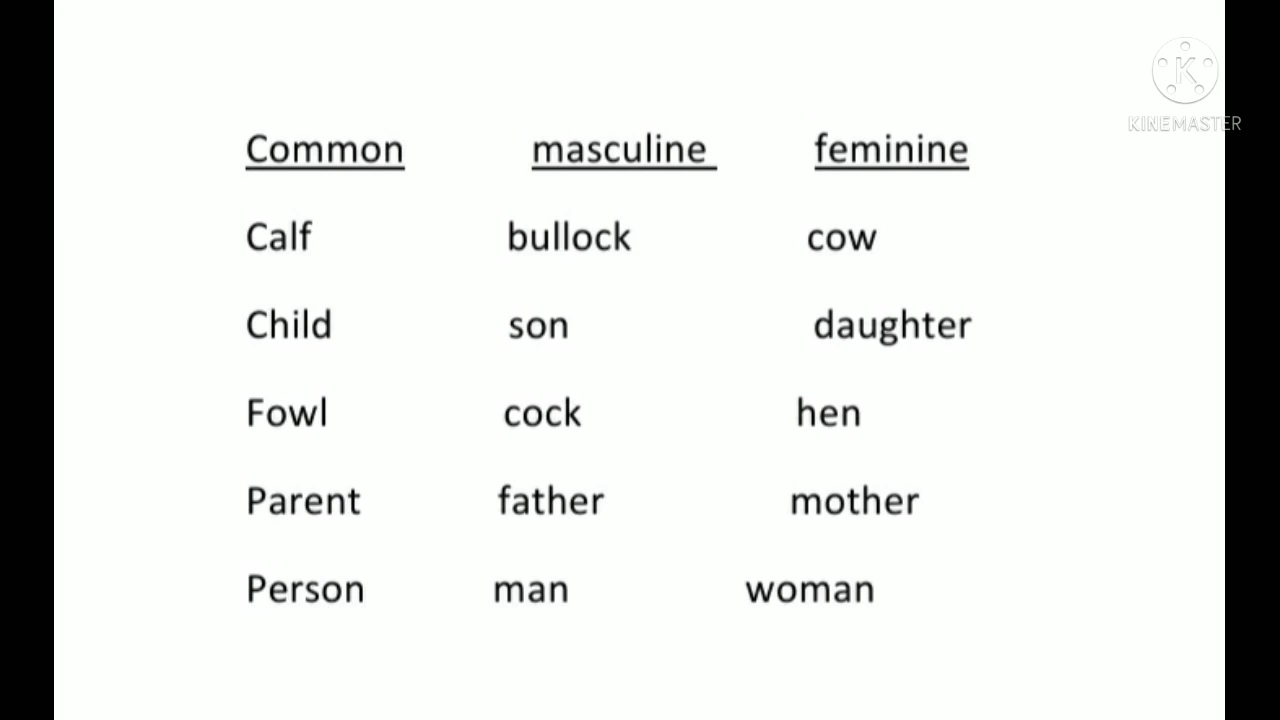 K
KINEMASTER
Common masculine feminine
Calf bullock cow
Child son daughter
Fowl cock hen
Parent father mother
Person man woman